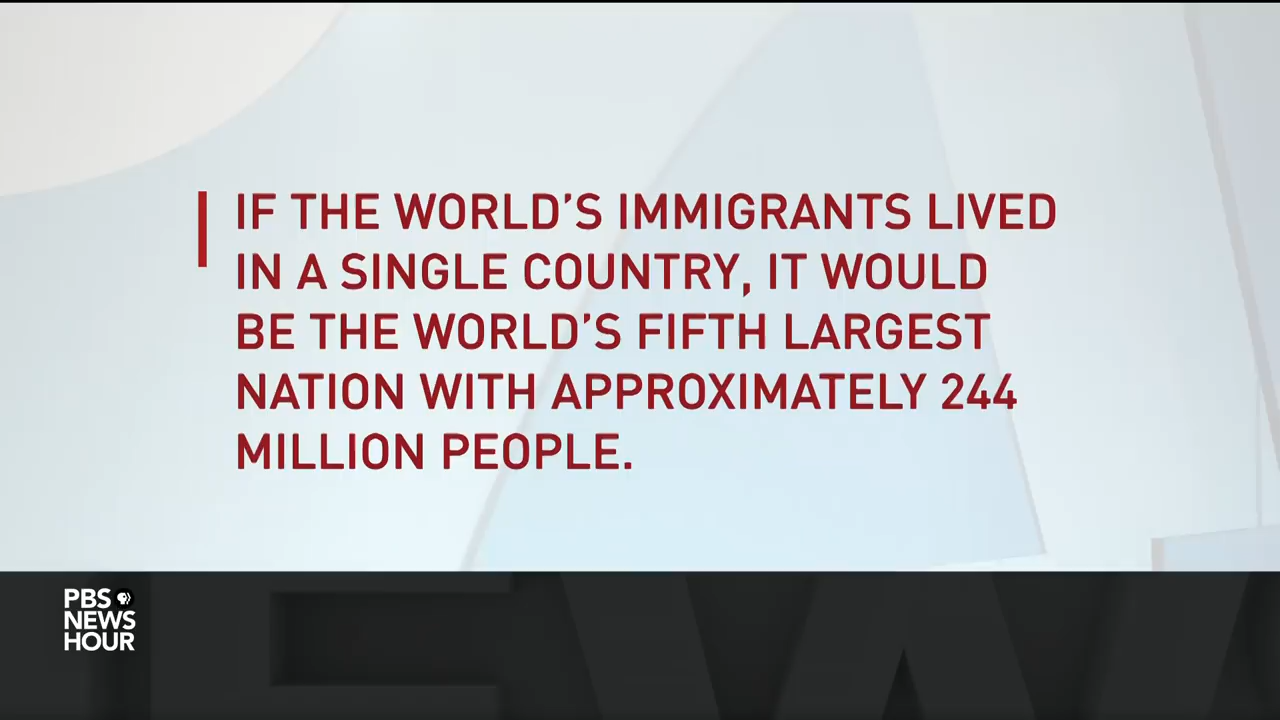 IF THE WORLD’S IMMIGRANTS LIVED
IN A SINGLE COUNTRY, IT WOULD
BE THE WORLD’S FIFTH LARGEST
NATION WITH APPROXIMATELY 244
MILLION PEOPLE.
PBS
NEWS
HOUR